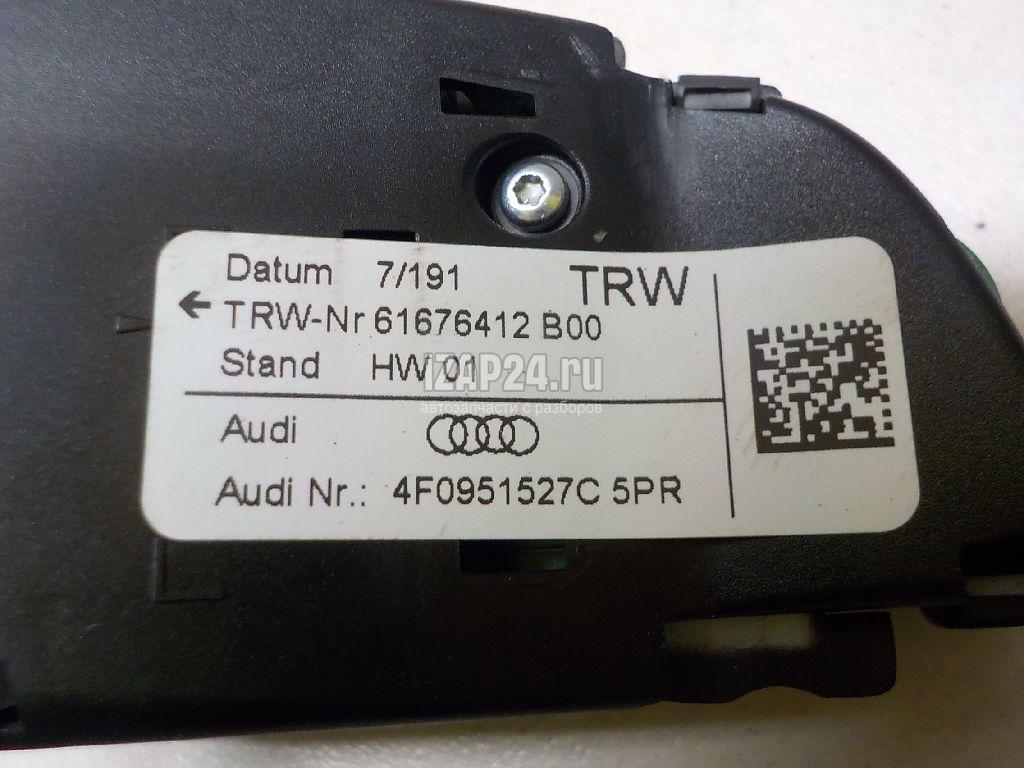 Datum 7/191 TRW
TRW-Nr 61676412 B00
Stand HW 01
IZAP24.ru
автозапчасти с разборов
Audi
Audi Nr.: 4F0951527C 5PR